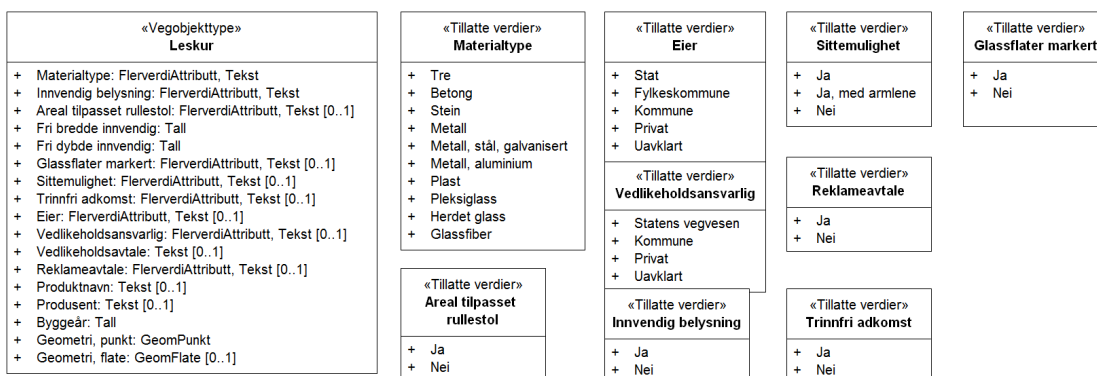 «Vegobjekttype»
Leskur
+ Materialtype: FlerverdiAttributt, Tekst
+ Innvendig belysning: FlerverdiAttributt, Tekst
+ Areal tilpasset rullestol: FlerverdiAttributt, Tekst [0..1]
+ Fri bredde innvendig: Tall
+ Fri dybde innvendig: Tall
+ Glassflater markert: FlerverdiAttributt, Tekst [0..1]
+ Sittemulighet: FlerverdiAttributt, Tekst [0..1]
+ Trinnfri adkomst: FlerverdiAttributt, Tekst [0..1]
+ Eier: FlerverdiAttributt, Tekst [0..1]
+ Vedlikeholdsansvarlig: FlerverdiAttributt, Tekst [0..1]
+ Vedlikeholdsavtale: Tekst [0..1]
+ Reklameavtale: FlerverdiAttributt, Tekst [0..1]
+ Produktnavn: Tekst [0..1]
+ Produsent: Tekst [0..1]
+ Byggeår: Tall
+ Geometri, punkt: GeomPunkt
+ Geometri, flate: GeomFlate [0..1]
«Tillatte verdier»
Materialtype
+ Tre
+ Betong
+ Stein
+ Metall
+ Metall, stål, galvanisert
+ Metall, aluminium
+ Plast
+ Pleksiglass
+ Herdet glass
+ Glassfiber
«Tillatte verdier»
Areal tilpasset
rullestol
+ Ja
+ Nei
«Tillatte verdier»
Eier
+ Stat
+ Fylkeskommune
+ Kommune
+ Privat
+ Uavklart
«Tillatte verdier»
Vedlikeholdsansvarlig
+ Statens vegvesen
+ Kommune
+ Privat
+ Uavklart
«Tillatte verdier»
Innvendig belysning
+ Ja
+ Nei
«Tillatte verdier»
Sittemulighet
+ Ja
+ Ja, med armlene
+ Nei
«Tillatte verdier»
Reklameavtale
+ Ja
+ Nei
«Tillatte verdier»
Trinnfri adkomst
+ Ja
+ Nei
«Tillatte verdier»
Glassflater markert
+ Ja
+ Nei